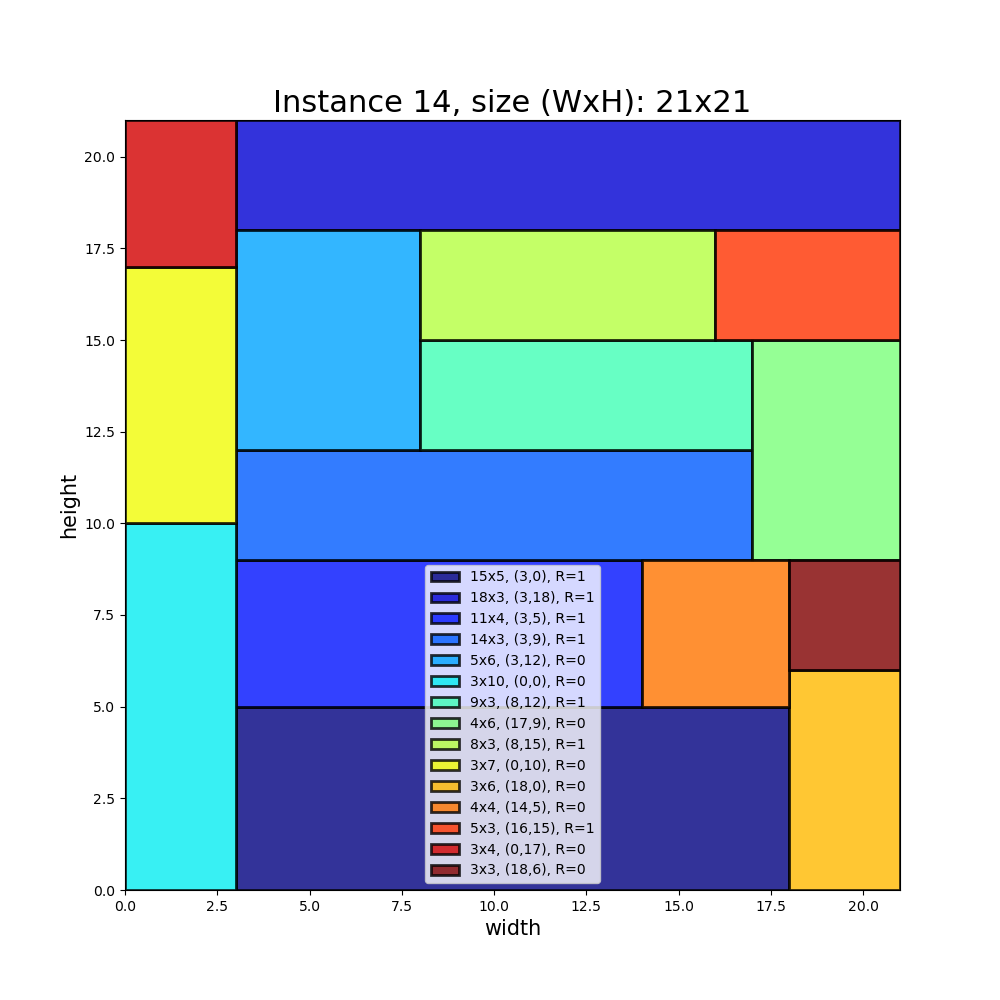 Instance 14, size (WxH): 21x21
20.0
17.5
15.0
12.5
10.0
7.5
5.0
2.5
0.0
height
15x5, (3,0), R=1
18x3, (3,18), R=1
11x4, (3,5), R=1
14x3, (3,9), R=1
5x6, (3,12), R=0
3x10, (0,0), R=0
9x3, (8,12), R=1
4x6, (17,9), R=0
8x3, (8,15), R=1
3x7, (0,10), R=0
3x6, (18,0), R=0
4x4, (14,5), R=0
5x3, (16,15), R=1
3x4, (0,17), R=0
3x3, (18,6), R=0
0.0 2.5 5.0 7.5 10.0 12.5 15.0 17.5 20.0
width